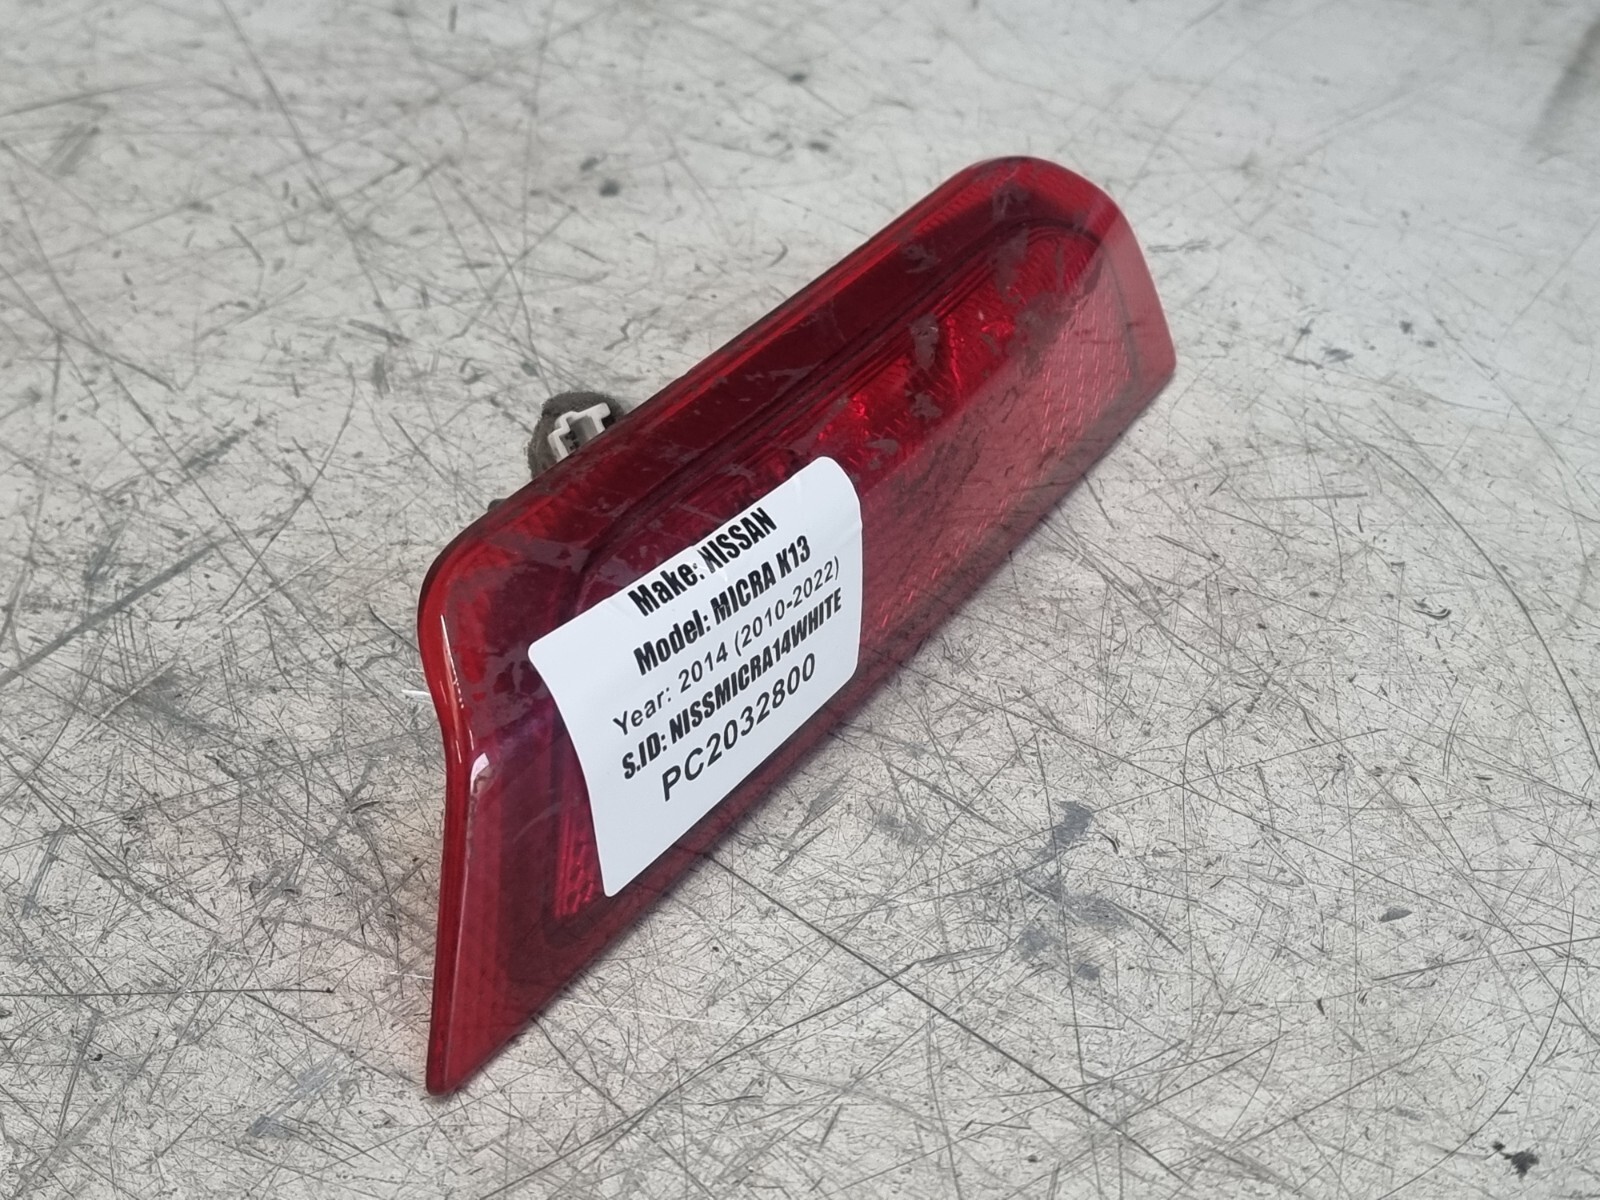 Make: NISSAN
Model: MICRA K13
Year: 2014 (2010-2022)
S.ID: NISSMICRA14WHITE
PC2032800